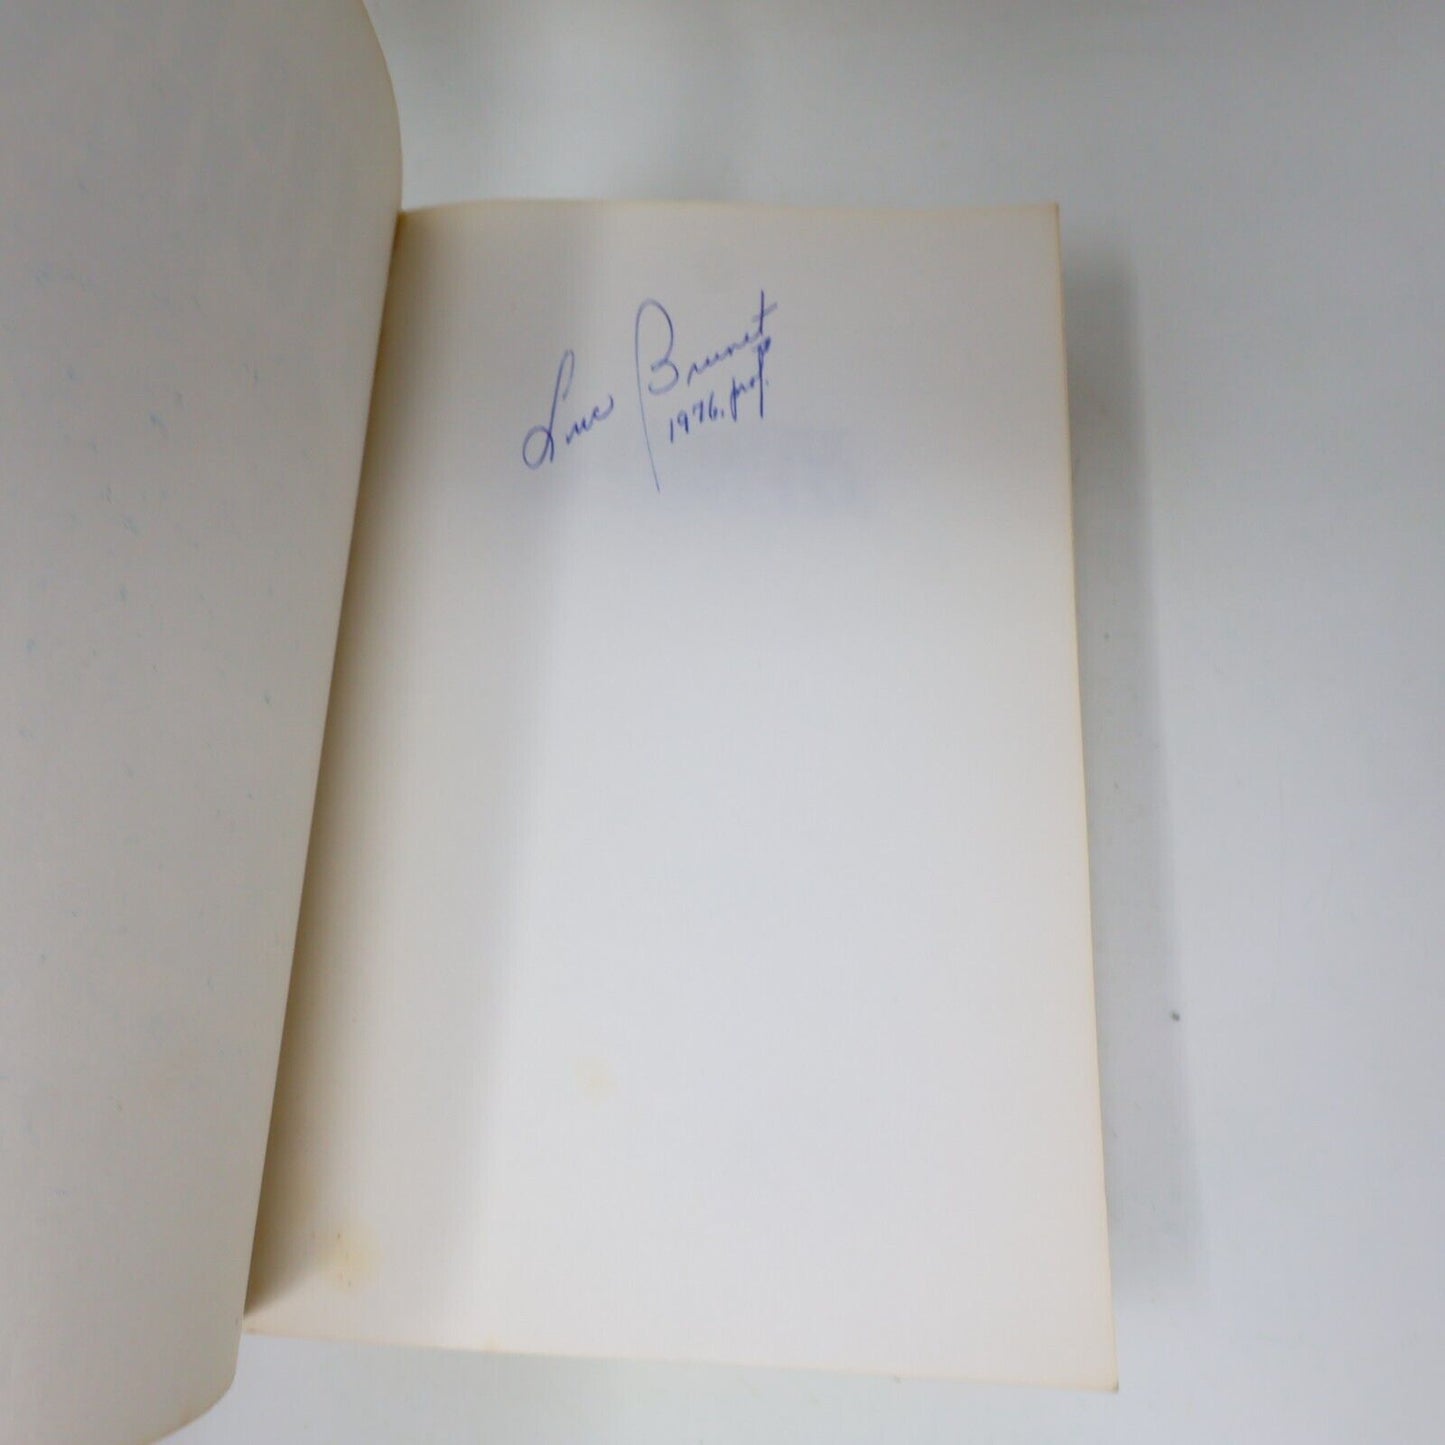 Luc Brunet
1976, prof.